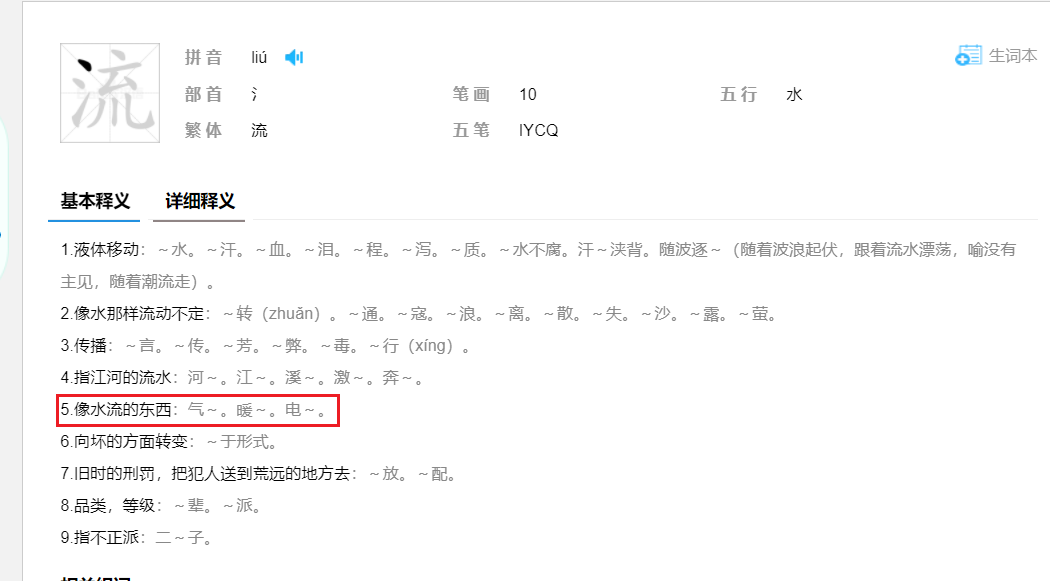 流
拼音 liú
生词本
部首 氵 笔画 10 五行 水
繁体 流 五笔 IYCQ
基本释义 详细释义
1.液体移动：～水。～汗。～血。～泪。～程。～泻。～质。～水不腐。汗～浃背。随波逐～（随着波浪起伏，跟着流水漂荡，喻没有
主见，随着潮流走）。
2.像水那样流动不定：～转（zhuǎn）。～通。～寇。～浪。～离。～散。～失。～沙。～露。～萤。
3.传播：～言。～传。～芳。～弊。～毒。～行（xíng）。
4.指江河的流水：河～。江～。溪～。激～。奔～。
5.像水流的东西：气～。暖～。电～。
6.向坏的方面转变：～于形式。
7.旧时的刑罚，把犯人送到荒远的地方去：～放。～配。
8.品类，等级：～辈。～派。
9.指不正派：二～子。